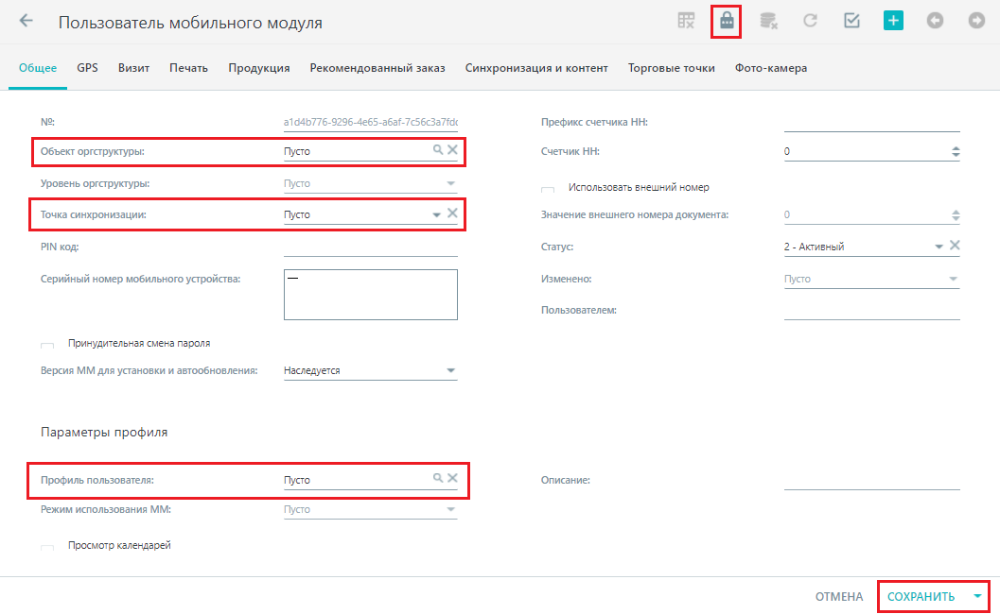 Пользователь мобильного модуля
Общее GPS Визит Печать Продукция Рекомендованный заказ Синхронизация и контент Торговые точки Фото-камера
№: a1d4b776-9296-4e65-a6af-7c56c3a7fdc
Префикс счетчика НН:
Объект оргструктуры: Пусто
Счетчик НН: 0
Уровень оргструктуры: Пусто
Использовать внешний номер
Точка синхронизации: Пусто
Значение внешнего номера документа: 0
PIN код:
Статус: 2 - Активный
Серийный номер мобильного устройства: —
Изменено: Пусто
Пользователем:
Принудительная смена пароля
Версия ММ для установки и автообновления: Наследуется
Параметры профиля
Профиль пользователя: Пусто
Описание:
Режим использования ММ: Пусто
Просмотр календарей
ОТМЕНА СОХРАНИТЬ